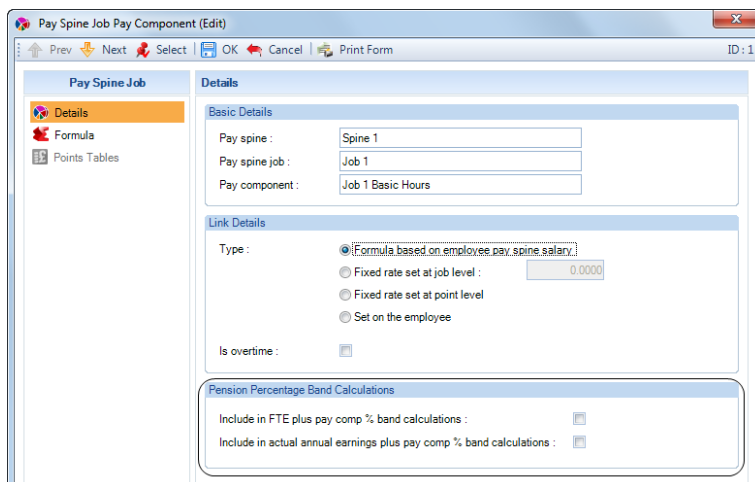 Pay Spine Job Pay Component (Edit)
Prev Next Select OK Cancel Print Form ID : 1
Pay Spine Job
Details
Formula
Points Tables
Details
Basic Details
Pay spine : Spine 1
Pay spine job : Job 1
Pay component : Job 1 Basic Hours
Link Details
Type : Formula based on employee pay spine salary
Fixed rate set at job level : 0.0000
Fixed rate set at point level
Set on the employee
Is overtime :
Pension Percentage Band Calculations
Include in FTE plus pay comp % band calculations :
Include in actual annual earnings plus pay comp % band calculations :